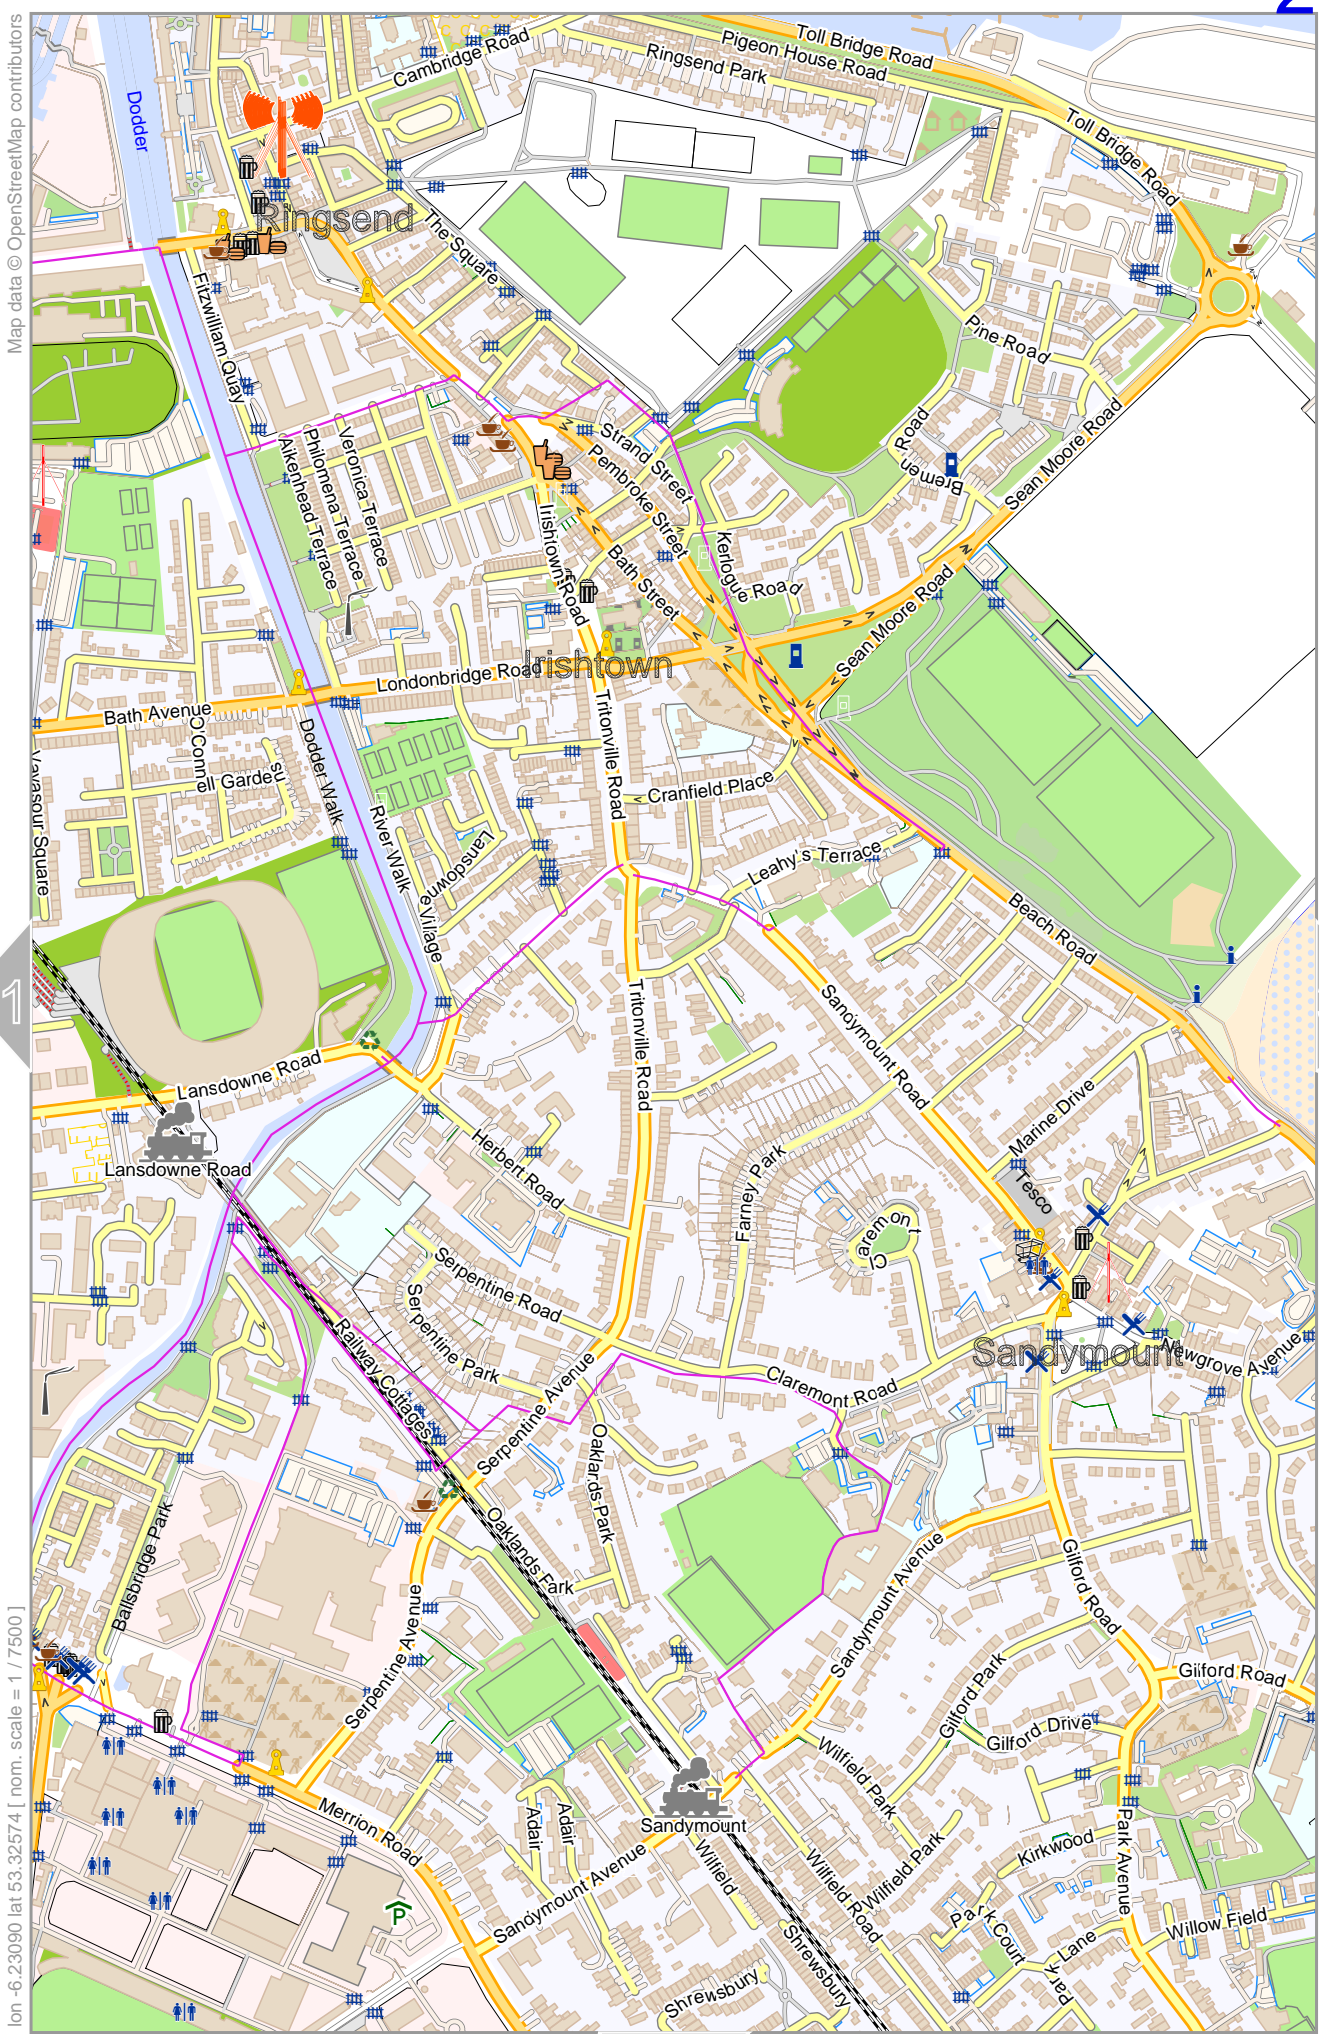 2
Map data © OpenStreetMap contributors
lon -6.23090 lat 53.32574 [ nom. scale = 1 / 7500 ]
1
Dodder
Cambridge Road
Ringsend Park
Pigeon House Road
Toll Bridge Road
Toll Bridge Road
Ringsend
The Square
Fitzwilliam Quay
Pine Road
Bremen Road
Sean Moore Road
Sean Moore Road
Aikenhead Terrace
Philomena Terrace
Veronica Terrace
Strand Street
Pembroke Street
Bath Street
Irishtown Road
Kerlogue Road
Irishtown
Londonbridge Road
Bath Avenue
O'Connell Gardens
Dodder Walk
River Walk
Lansdowne Village
Vavasour Square
Tritonville Road
Cranfield Place
Leahy's Terrace
Beach Road
Tritonville Road
Sandymount Road
Lansdowne Road
Lansdowne Road
Herbert Road
Marine Drive
Tesco
Farney Park
Claremont
Serpentine Road
Serpentine Park
Railway Cottages
Serpentine Avenue
Claremont Road
Sandymount
Newgrove Avenue
Oaklands Park
Oaklands Park
Ballsbridge Park
Serpentine Avenue
Sandymount Avenue
Gilford Road
Gilford Road
Gilford Park
Gilford Drive
Wilfield Park
Wilfield Park
Merrion Road
Sandymount
Adair
Adair
Sandymount Avenue
Wilfield
Wilfield Road
Kirkwood
Park Avenue
Park Court
Park Lane
Willow Field
Shrewsbury
Shrewsbury
P